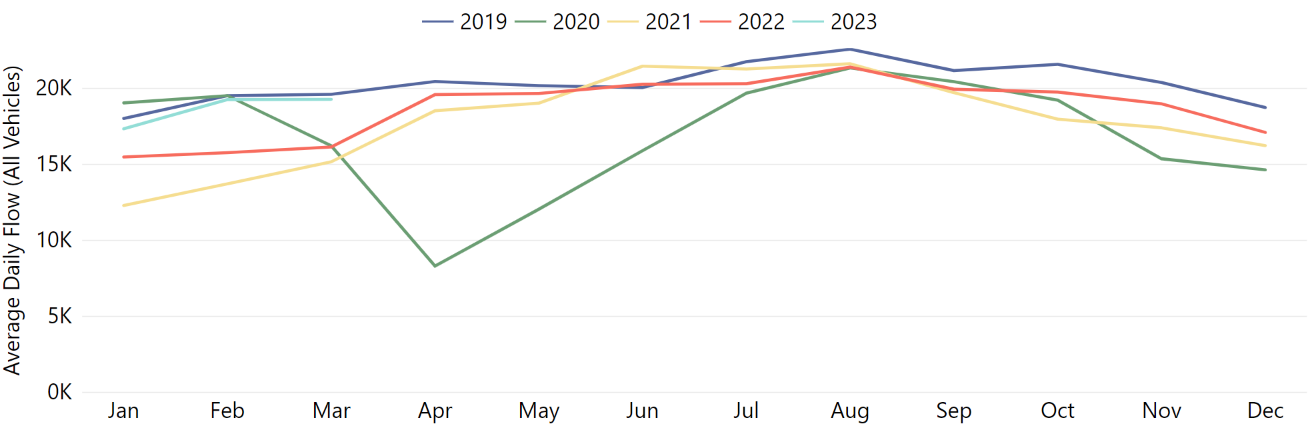 2019 2020 2021 2022 2023
Average Daily Flow (All Vehicles)
20K
15K
10K
5K
0K
Jan Feb Mar Apr May Jun Jul Aug Sep Oct Nov Dec